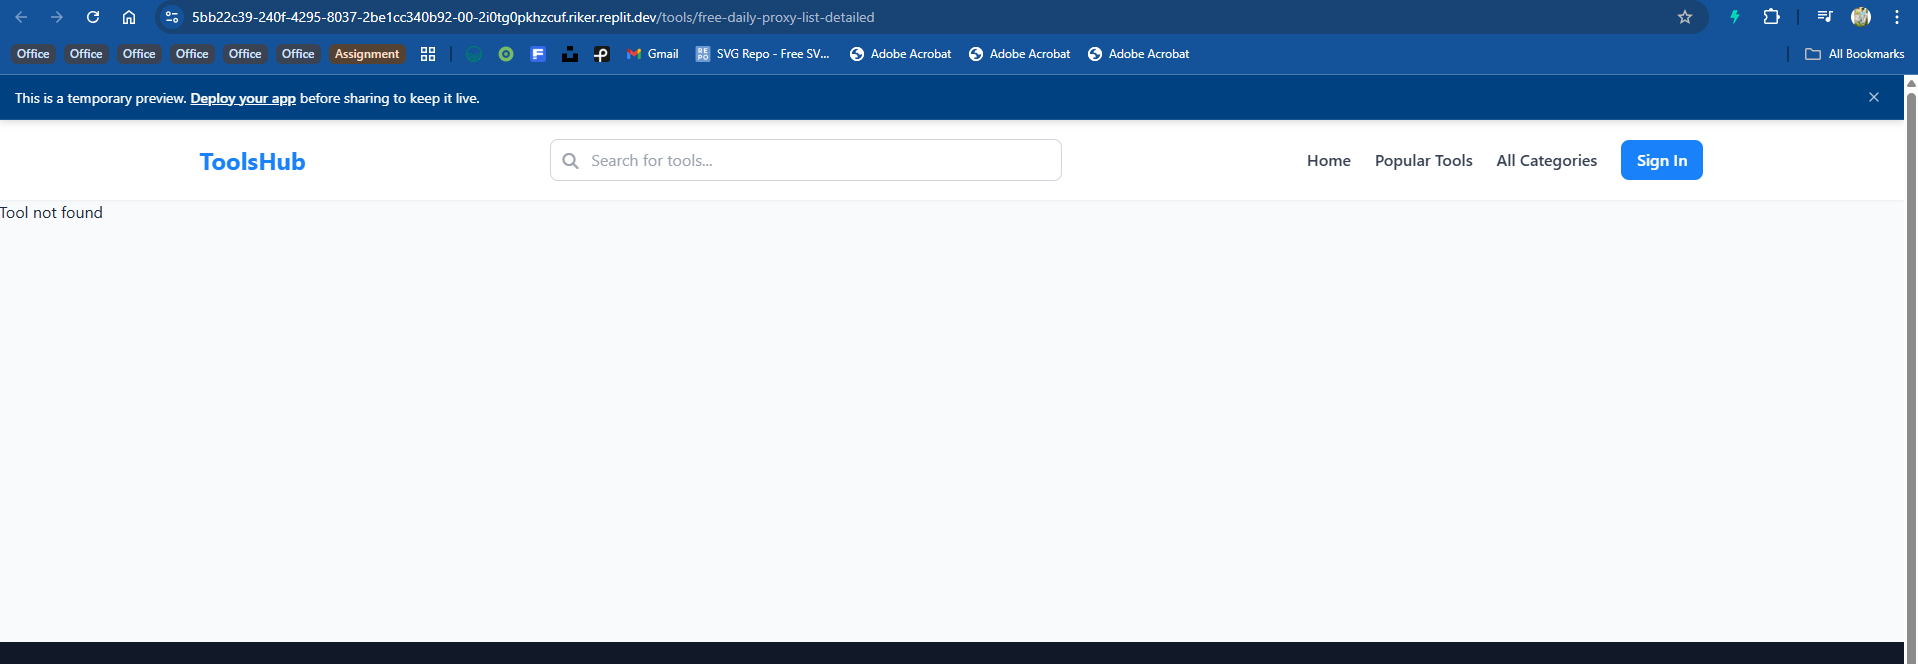 5bb22c39-240f-4295-8037-2be1cc340b92-00-2i0tg0pkhzcuf.riker.replit.dev/tools/free-daily-proxy-list-detailed
Office Office Office Office Office Office Assignment Gmail SVG Repo - Free SV... Adobe Acrobat Adobe Acrobat Adobe Acrobat All Bookmarks
This is a temporary preview. Deploy your app before sharing to keep it live.
ToolsHub Search for tools... Home Popular Tools All Categories Sign In
Tool not found